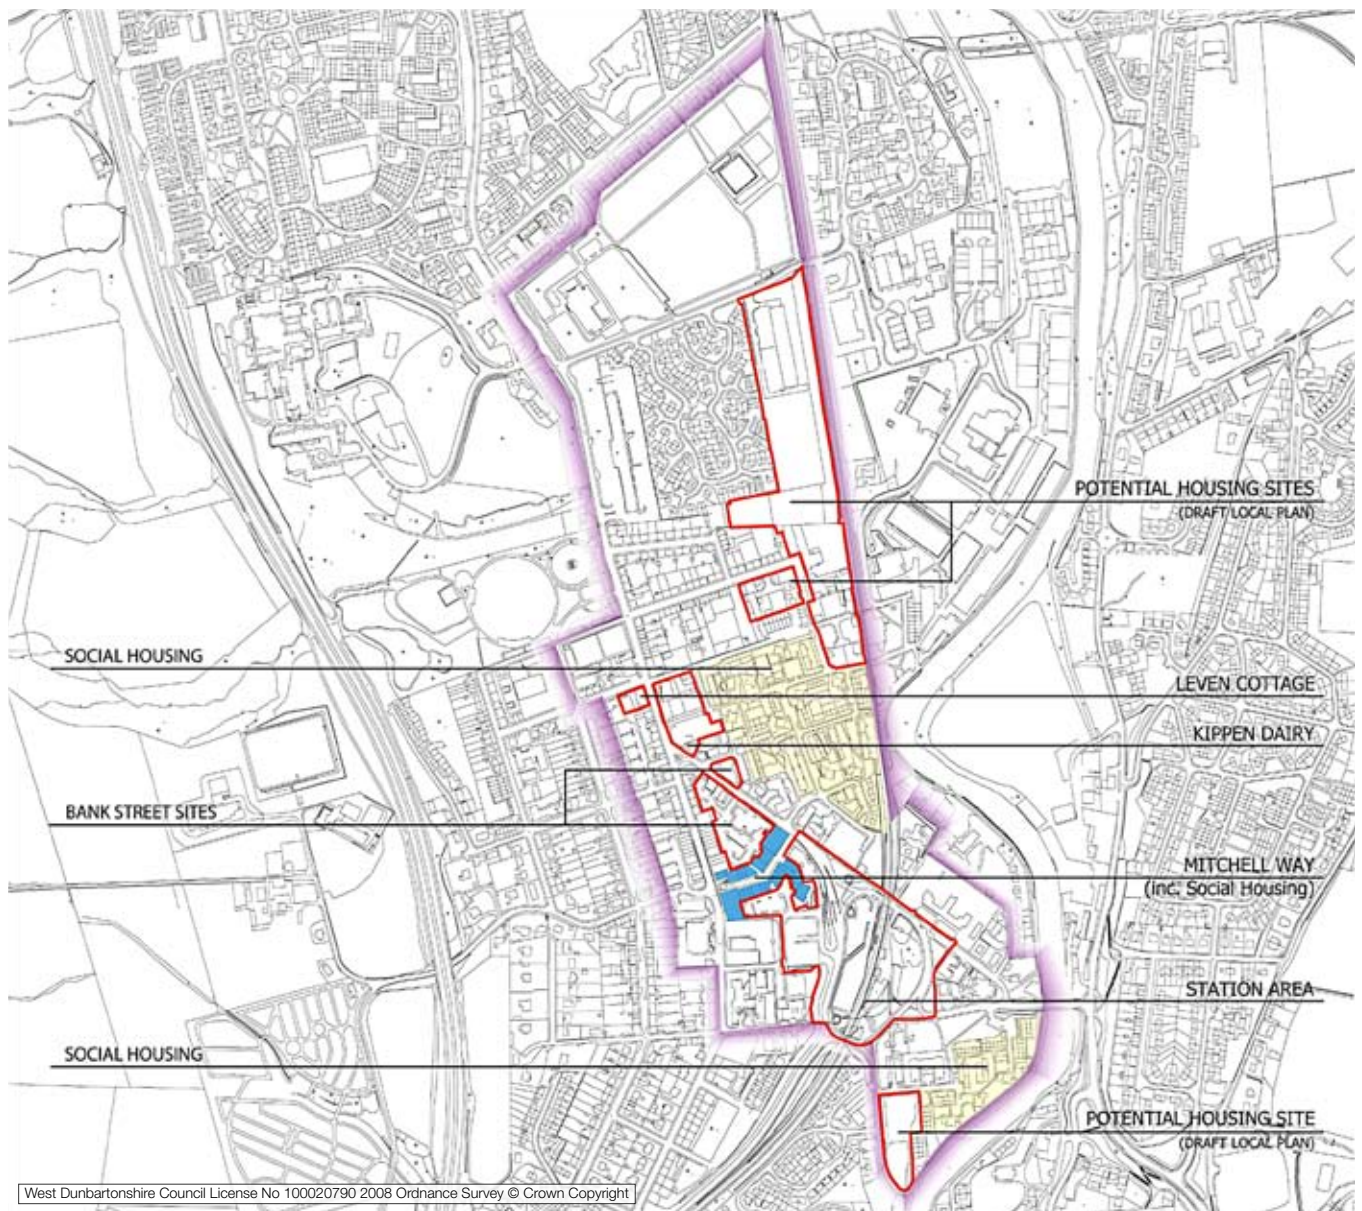 POTENTIAL HOUSING SITES
(DRAFT LOCAL PLAN)
SOCIAL HOUSING
LEVEN COTTAGE
KIPPEN DAIRY
BANK STREET SITES
MITCHELL WAY
(inc. Social Housing)
STATION AREA
SOCIAL HOUSING
POTENTIAL HOUSING SITE
(DRAFT LOCAL PLAN)
West Dunbartonshire Council License No 100020790 2008 Ordnance Survey © Crown Copyright